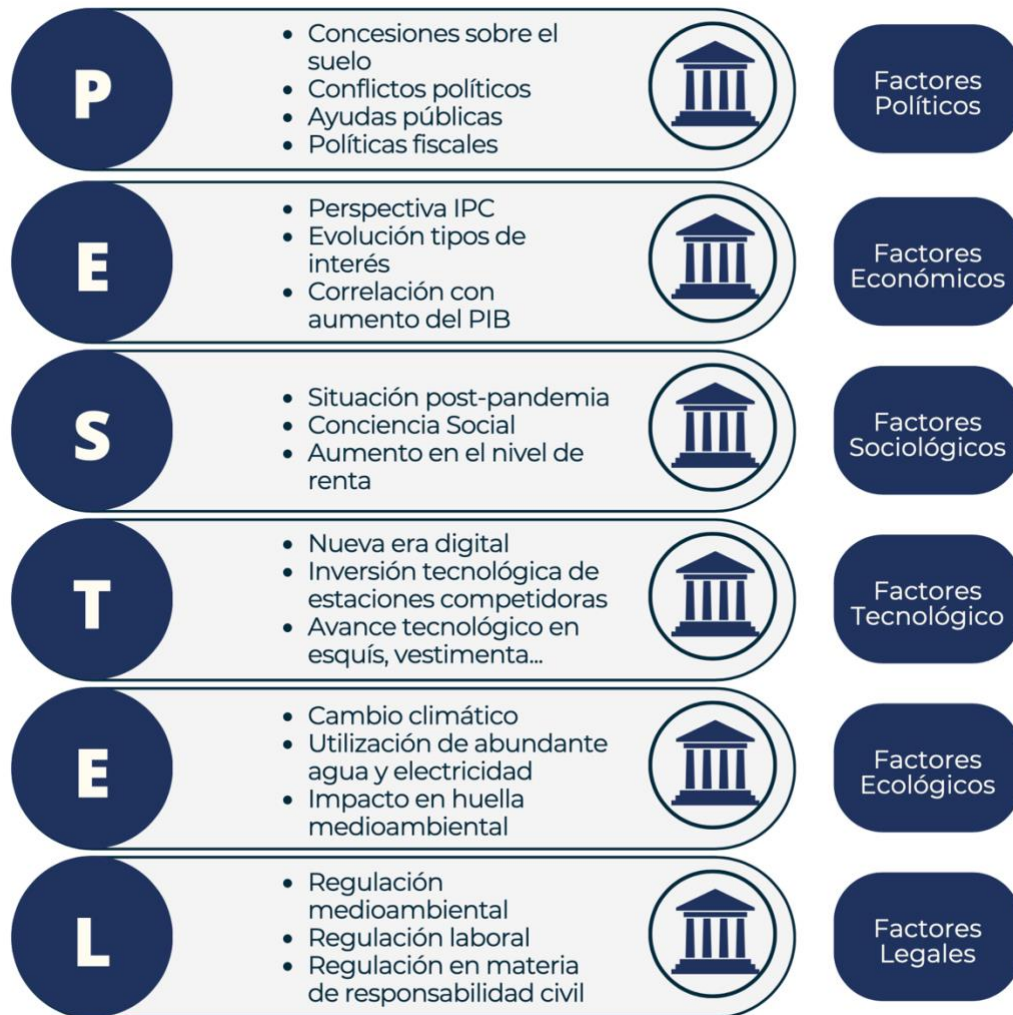 P
• Concesiones sobre el
suelo
• Conflictos políticos
• Ayudas públicas
• Políticas fiscales
Factores
Políticos
E
• Perspectiva IPC
• Evolución tipos de
interés
• Correlación con
aumento del PIB
Factores
Económicos
S
• Situación post-pandemia
• Conciencia Social
• Aumento en el nivel de
renta
Factores
Sociológicos
T
• Nueva era digital
• Inversión tecnológica de
estaciones competidoras
• Avance tecnológico en
esquís, vestimenta...
Factores
Tecnológico
E
• Cambio climático
• Utilización de abundante
agua y electricidad
• Impacto en huella
medioambiental
Factores
Ecológicos
L
• Regulación
medioambiental
• Regulación laboral
• Regulación en materia
de responsabilidad civil
Factores
Legales